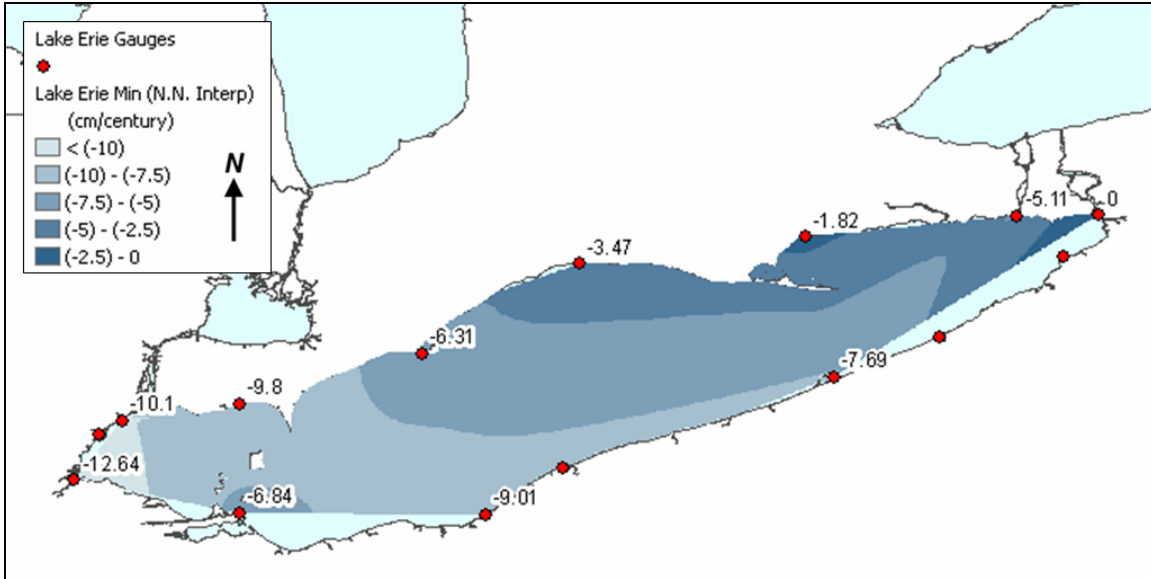 Lake Erie Gauges
Lake Erie Min (N.N. Interp)
(cm/century)
< (-10)
(-10) - (-7.5)
(-7.5) - (-5)
(-5) - (-2.5)
(-2.5) - 0
N
-5.11
0
-1.82
-3.47
-6.31
-7.69
-9.8
-10.1
-12.64
-6.84
-9.01